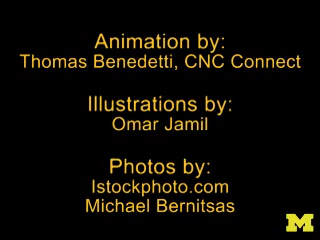 Animation by:
Thomas Benedetti, CNC Connect
Illustrations by:
Omar Jamil
Photos by:
Istockphoto.com
Michael Bernitsas
M